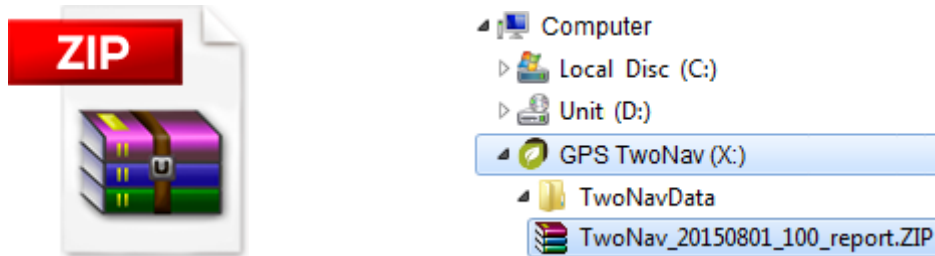 ZIP
U
Computer
Local Disc (C:)
Unit (D:)
GPS TwoNav (X:)
TwoNavData
TwoNav_20150801_100_report.ZIP